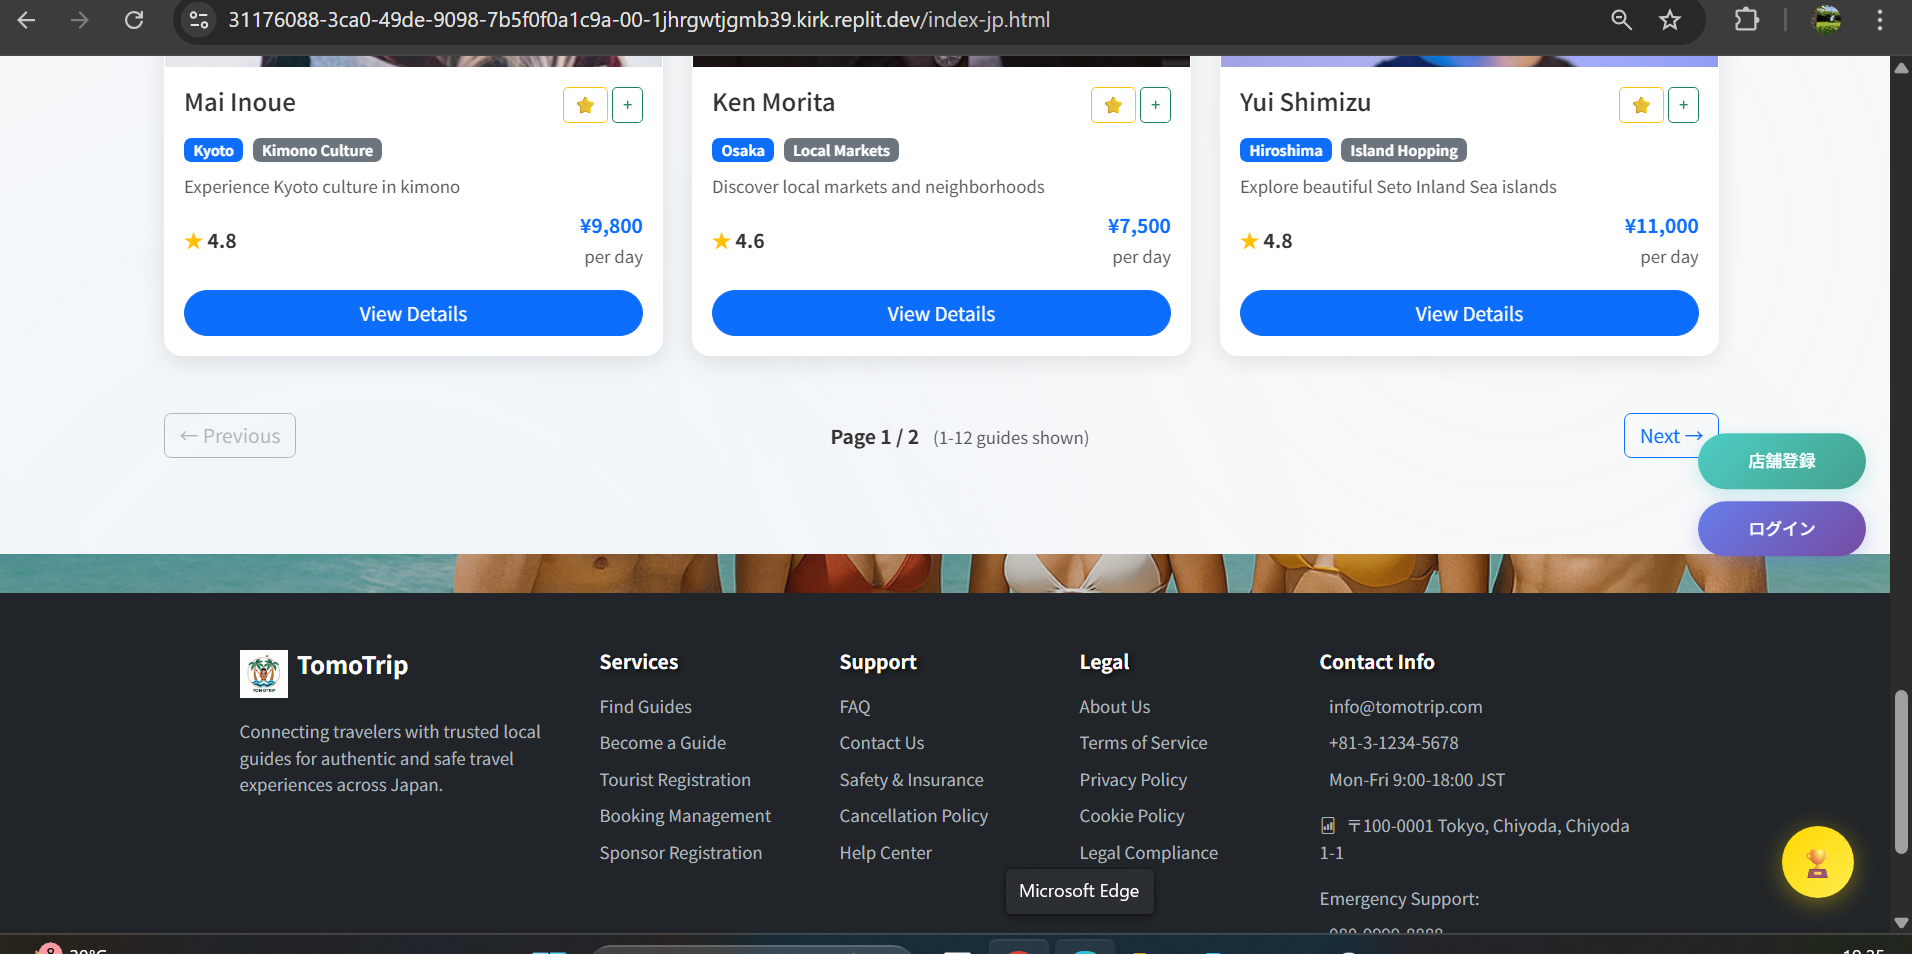 31176088-3ca0-49de-9098-7b5f0f0a1c9a-00-1jhrgwtjgmb39.kirk.replit.dev/index-jp.html
Mai Inoue
+
Kyoto
Kimono Culture
Experience Kyoto culture in kimono
★ 4.8
¥9,800
per day
View Details
Ken Morita
+
Osaka
Local Markets
Discover local markets and neighborhoods
★ 4.6
¥7,500
per day
View Details
Yui Shimizu
+
Hiroshima
Island Hopping
Explore beautiful Seto Inland Sea islands
★ 4.8
¥11,000
per day
View Details
← Previous
Page 1 / 2 (1-12 guides shown)
Next →
店舗登録
ログイン
TomoTrip
Connecting travelers with trusted local
guides for authentic and safe travel
experiences across Japan.
Services
Find Guides
Become a Guide
Tourist Registration
Booking Management
Sponsor Registration
Support
FAQ
Contact Us
Safety & Insurance
Cancellation Policy
Help Center
Legal
About Us
Terms of Service
Privacy Policy
Cookie Policy
Legal Compliance
Microsoft Edge
Contact Info
info@tomotrip.com
+81-3-1234-5678
Mon-Fri 9:00-18:00 JST
〒100-0001 Tokyo, Chiyoda, Chiyoda
1-1
Emergency Support: